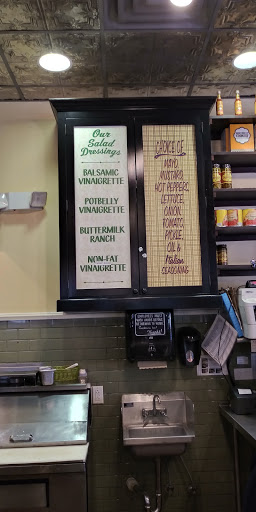 Our
Salad
Dressings
BALSAMIC
VINAIGRETTE
POTBELLY
VINAIGRETTE
BUTTERMILK
RANCH
NON-FAT
VINAIGRETTE
CHOICE OF
MAYO,
MUSTARD,
HOT PEPPERS,
LETTUCE,
ONION,
TOMATO,
PICKLE,
OIL &
Italian
SEASONING